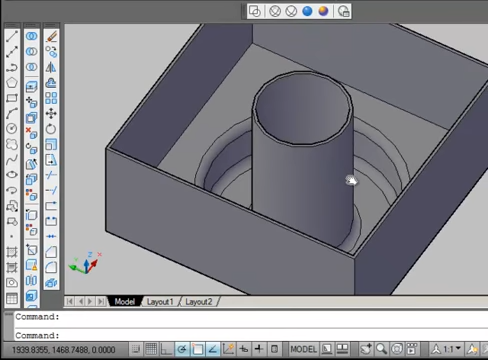 Z
X
Model Layout1 Layout2
Command:
Command:
1939.8355, 1468.7488, 0.0000
MODEL
1:1